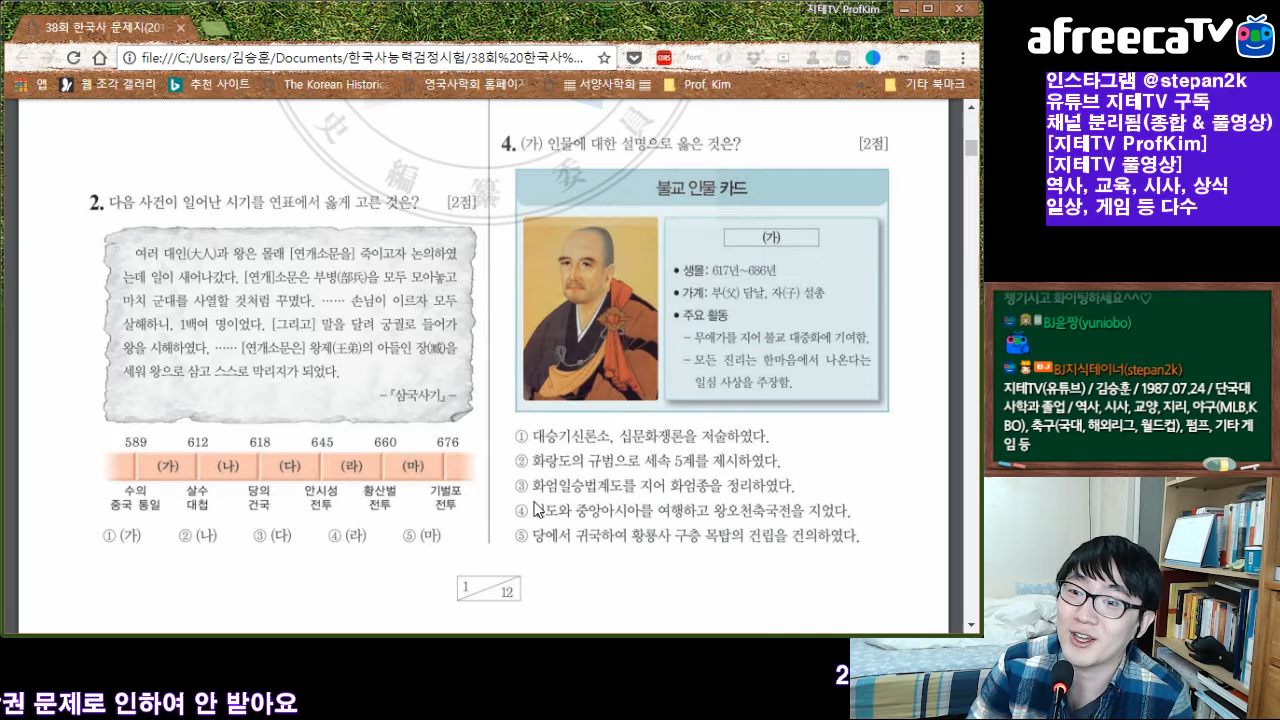 지테TV ProfKim
38회 한국사 문제지(201
file:///C:/Users/김승훈/Documents/한국사능력검정시험/38회%20한국사%...
앱
웹 조각 갤러리
추천 사이트
The Korean Historic
영국사학회 홈페이지
서양사학회
Prof. Kim
기타 북마크
史 編 纂 委 員
2. 다음 사건이 일어난 시기를 연표에서 옳게 고른 것은? [2점]
여러 대인(大人)과 왕은 몰래 [연개소문을] 죽이고자 논의하였
는데 일이 새어나갔다. [연개]소문은 부병(部兵)을 모두 모아놓고
마치 군대를 사열할 것처럼 꾸몄다. …… 손님이 이르자 모두
살해하니, 1백여 명이었다. [그리고] 말을 달려 궁궐로 들어가
왕을 시해하였다. …… [연개소문은] 왕제(王弟)의 아들인 장(臧)을
세워 왕으로 삼고 스스로 막리지가 되었다.
-『삼국사기』-
589 612 618 645 660 676
(가) (나) (다) (라) (마)
수의 살수 당의 안시성 황산벌 기벌포
중국 통일 대첩 건국 전투 전투 전투
① (가) ② (나) ③ (다) ④ (라) ⑤ (마)
4. (가) 인물에 대한 설명으로 옳은 것은? [2점]
불교 인물 카드
(가)
● 생몰: 617년~686년
● 가계: 부(父) 담날, 자(子) 설총
● 주요 활동
- 무애가를 지어 불교 대중화에 기여함.
- 모든 진리는 한마음에서 나온다는
일심 사상을 주장함.
① 대승기신론소, 십문화쟁론을 저술하였다.
② 화랑도의 규범으로 세속 5계를 제시하였다.
③ 화엄일승법계도를 지어 화엄종을 정리하였다.
④ 도와 중앙아시아를 여행하고 왕오천축국전을 지었다.
⑤ 당에서 귀국하여 황룡사 구층 목탑의 건립을 건의하였다.
1
12
afreecaTV
인스타그램 @stepan2k
유튜브 지테TV 구독
채널 분리됨(종합 & 풀영상)
[지테TV ProfKim]
[지테TV 풀영상]
역사, 교육, 시사, 상식
일상, 게임 등 다수
챙기시고 화이팅하세요^^♡
BJ윤짱(yuniobo)
BJ지식테이너(stepan2k)
지테TV(유튜브) / 김승훈 / 1987.07.24 / 단국대
사학과 졸업 / 역사, 시사, 교양, 지리, 야구(MLB,K
BO), 축구(국대, 해외리그, 월드컵), 펌프, 기타 게
임 등
권 문제로 인하여 안 받아요
2